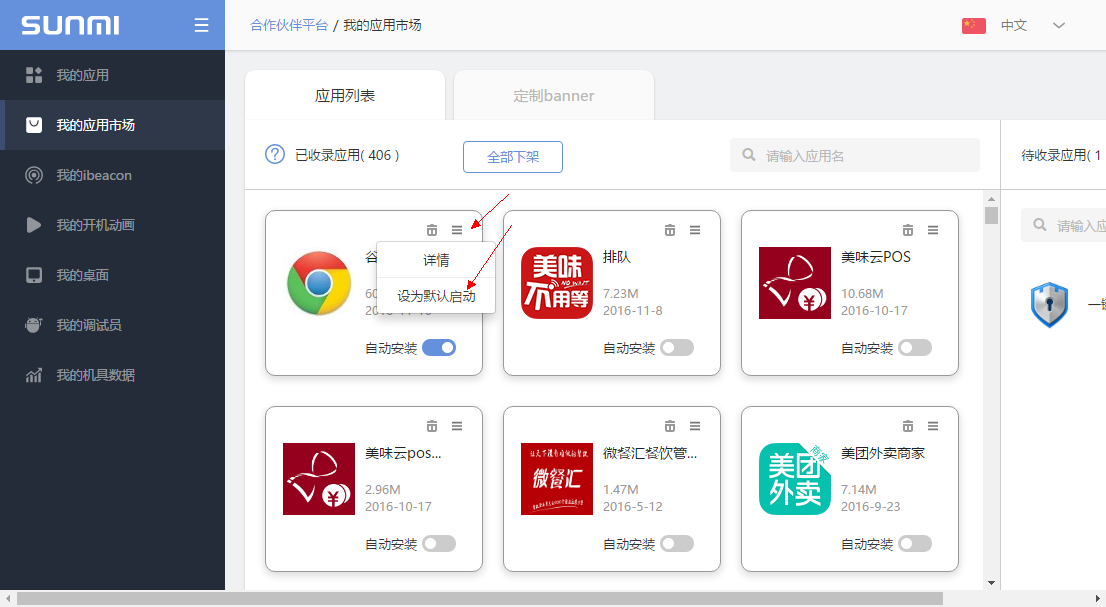 SUNMI
合作伙伴平台 / 我的应用市场
中文
我的应用
我的应用市场
我的ibeacon
我的开机动画
我的桌面
我的调试员
我的机具数据
应用列表
定制banner
已收录应用( 406 )
全部下架
请输入应用名
待收录应用( 1
请输入应
谷
详情
设为默认启动
60
自动安装
美味
不用等
NO WAIT
排队
7.23M
2016-11-8
自动安装
美味云POS
10.68M
2016-10-17
自动安装
一键
美味云pos...
2.96M
2016-10-17
自动安装
微餐汇
微餐汇餐饮管...
1.47M
2016-5-12
自动安装
美团
外卖
商家
美团外卖商家
7.14M
2016-9-23
自动安装